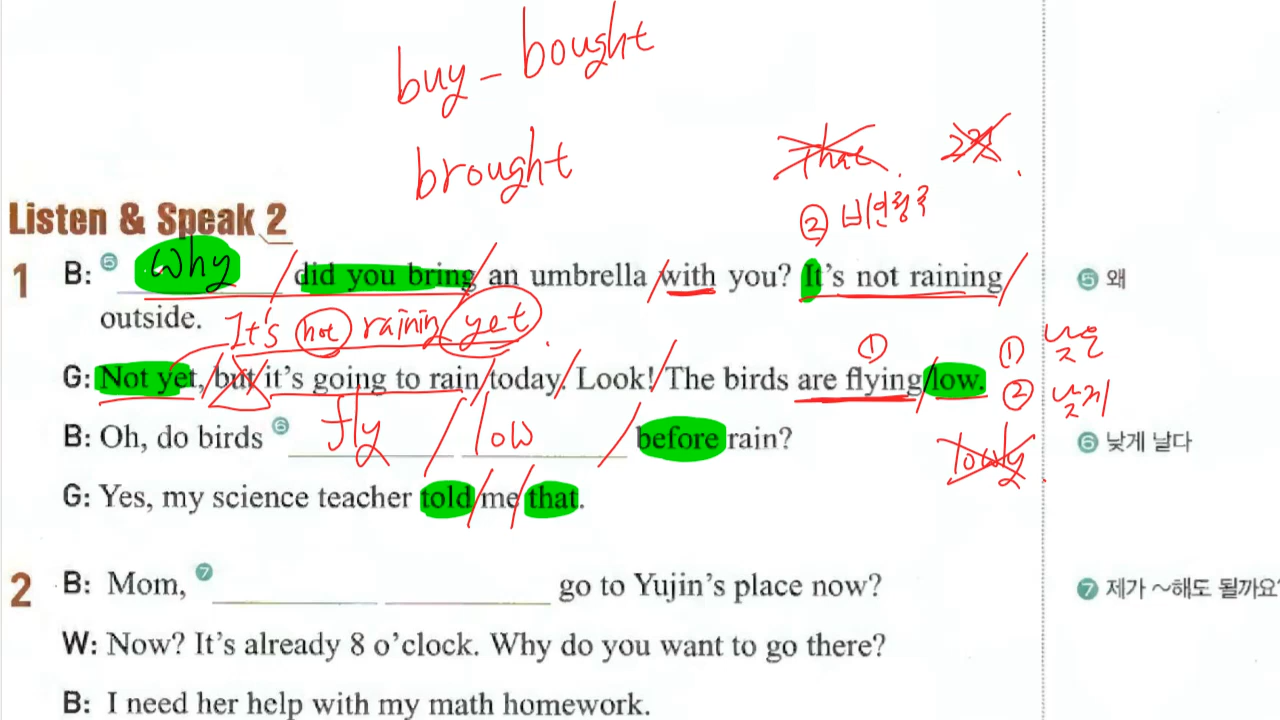 buy - bought
brought
that
② 비인칭주
Listen & Speak 2
1 B: ⑤ Why did you bring an umbrella with you? It's not raining ⑤ 왜
outside. It's not raining yet.
① ① 낮은
G: Not yet, but it's going to rain today. Look! The birds are flying low. ② 낮게
B: Oh, do birds ⑥ fly low before rain? ⑥ 낮게 날다
lowly
G: Yes, my science teacher told me that.
2 B: Mom, ⑦ go to Yujin's place now? ⑦ 제가 ~해도 될까요?
W: Now? It's already 8 o'clock. Why do you want to go there?
B: I need her help with my math homework.